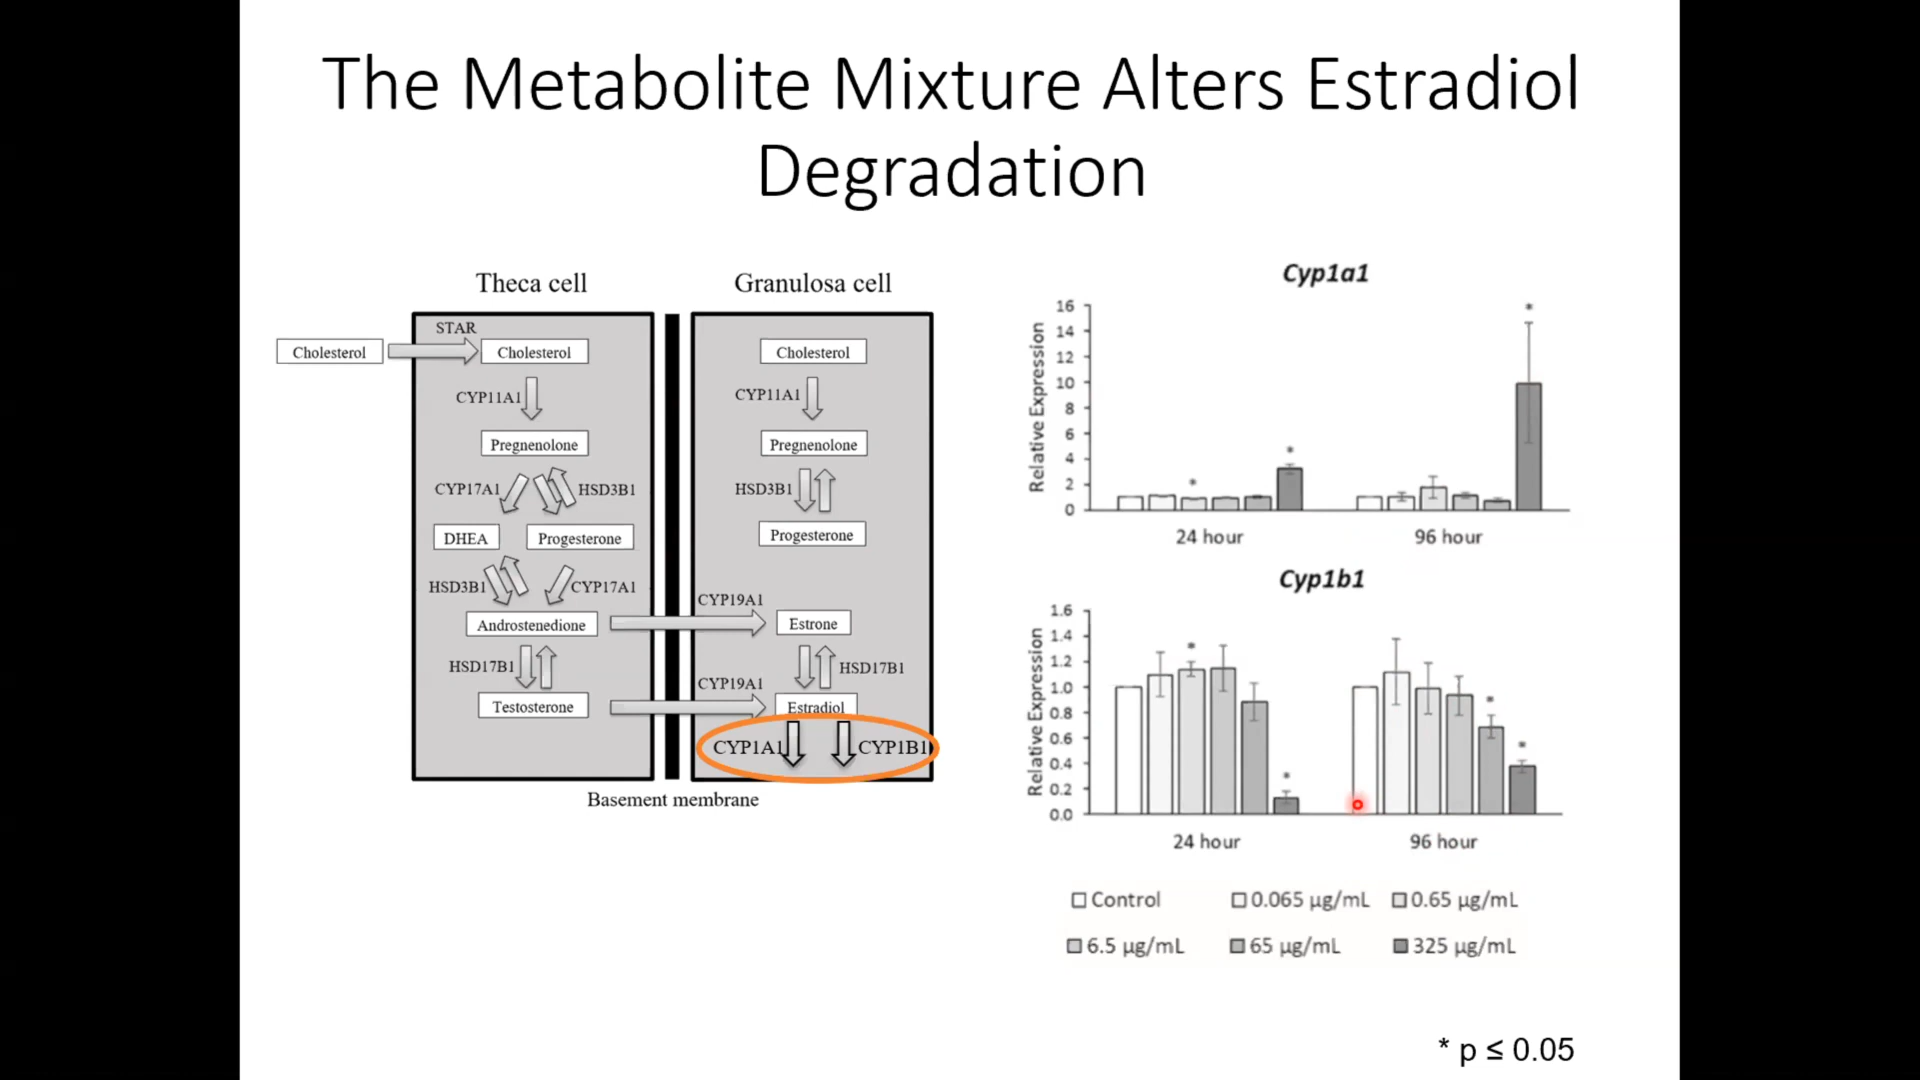 The Metabolite Mixture Alters Estradiol
Degradation
Theca cell
Granulosa cell
STAR
Cholesterol
Cholesterol
Cholesterol
CYP11A1
CYP11A1
Pregnenolone
Pregnenolone
CYP17A1
HSD3B1
HSD3B1
DHEA
Progesterone
Progesterone
HSD3B1
CYP17A1
CYP19A1
Androstenedione
Estrone
HSD17B1
HSD17B1
CYP19A1
Testosterone
Estradiol
CYP1A1
CYP1B1
Basement membrane
Cyp1a1
Relative Expression
16
14
12
10
8
6
4
2
0
*
*
*
24 hour
96 hour
Cyp1b1
Relative Expression
1.6
1.4
1.2
1.0
0.8
0.6
0.4
0.2
0.0
*
*
*
*
24 hour
96 hour
Control
0.065 µg/mL
0.65 µg/mL
6.5 µg/mL
65 µg/mL
325 µg/mL
* p ≤ 0.05